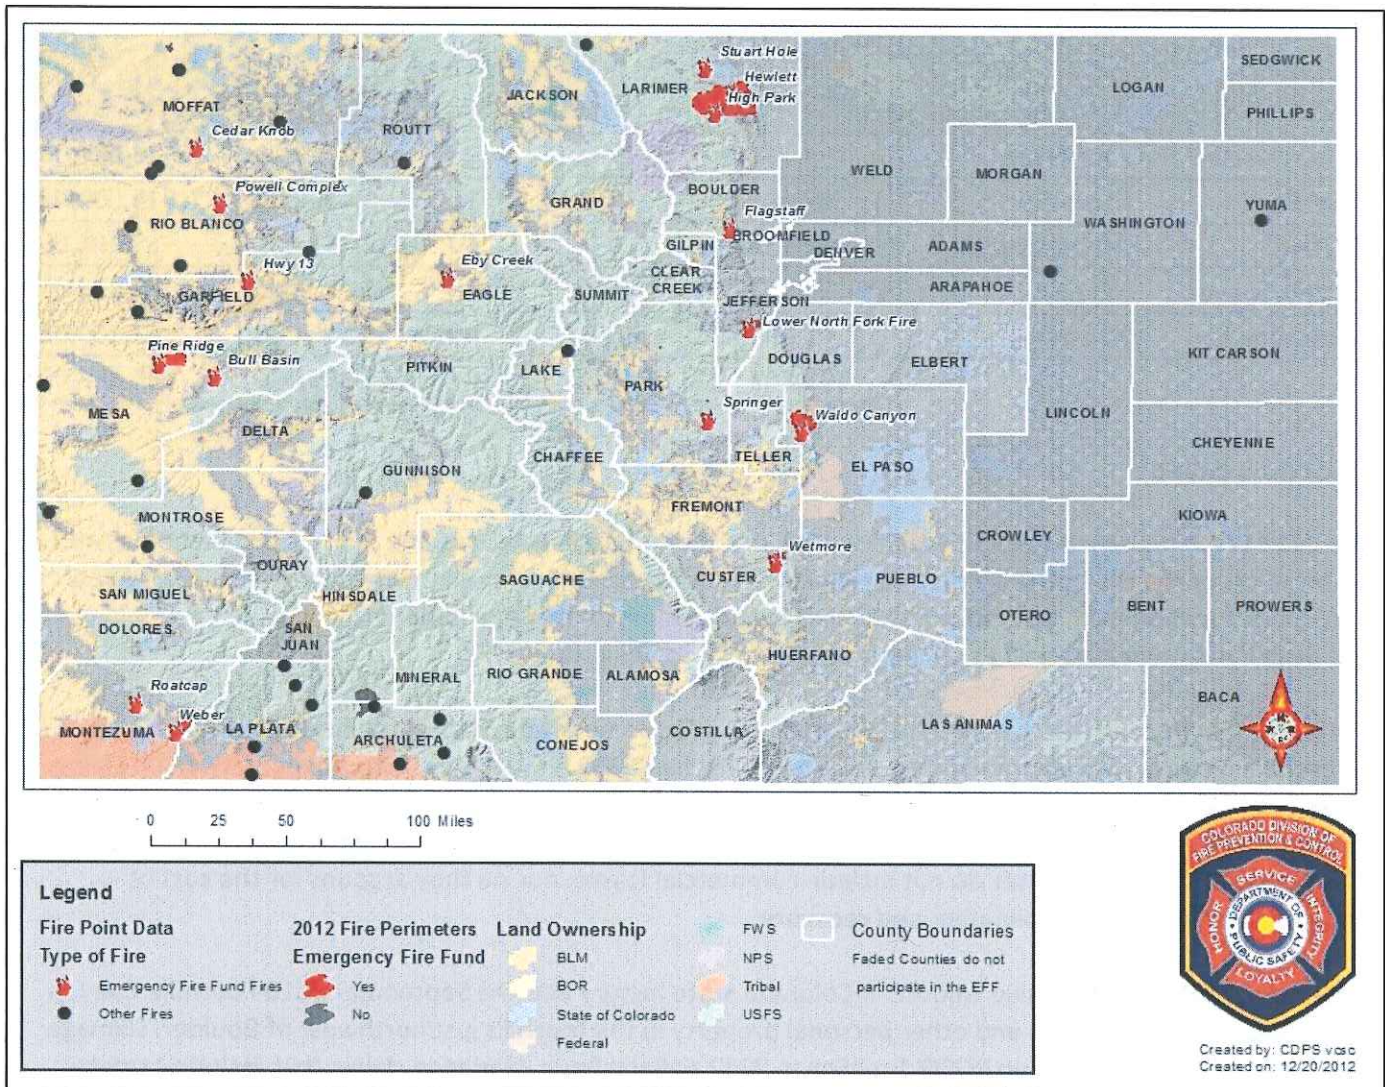 Stuart Hole
SEDGWICK
LOGAN
Hewlett
LARIMER
JACKSON
High Park
MOFFAT
PHILLIPS
Cedar Knob
ROUTT
WELD
MORGAN
Powell Complex
BOULDER
GRAND
YUMA
Flagstaff
RIO BLANCO
WASHINGTON
BROOMFIELD
GILPIN
ADAMS
DENVER
Hwy 13
Eby Creek
CLEAR
CREEK
ARAPAHOE
GARFIELD
EAGLE
SUMMIT
JEFFERSON
Lower North Fork Fire
Pine Ridge
Bull Basin
DOUGLAS
ELBERT
KIT CARSON
PITKIN
LAKE
PARK
Springer
MESA
Waldo Canyon
LINCOLN
DELTA
CHEYENNE
GUNNISON
CHAFFEE
TELLER
EL PASO
FREMONT
MONTROSE
KIOWA
CROWLEY
Wetmore
OURAY
CUSTER
PUEBLO
SAGUACHE
SAN MIGUEL
HINSDALE
BENT
PROWERS
OTERO
DOLORES
SAN
JUAN
HUERFANO
MINERAL
RIO GRANDE
ALAMOSA
Roatcap
BACA
Weber
LA PLATA
MONTEZUMA
ARCHULETA
CONEJOS
COSTILLA
LAS ANIMAS
0 25 50 100 Miles
COLORADO DIVISION OF
FIRE PREVENTION & CONTROL
SERVICE
HONOR
INTEGRITY
LOYALTY
DEPARTMENT OF
PUBLIC SAFETY
Legend
Fire Point Data
Type of Fire
Emergency Fire Fund Fires
Other Fires
2012 Fire Perimeters
Emergency Fire Fund
Yes
No
Land Ownership
BLM
BOR
State of Colorado
Federal
FWS
NPS
Tribal
USFS
County Boundaries
Faded Counties do not
participate in the EFF
Created by: CDPS vcso
Created on: 12/20/2012